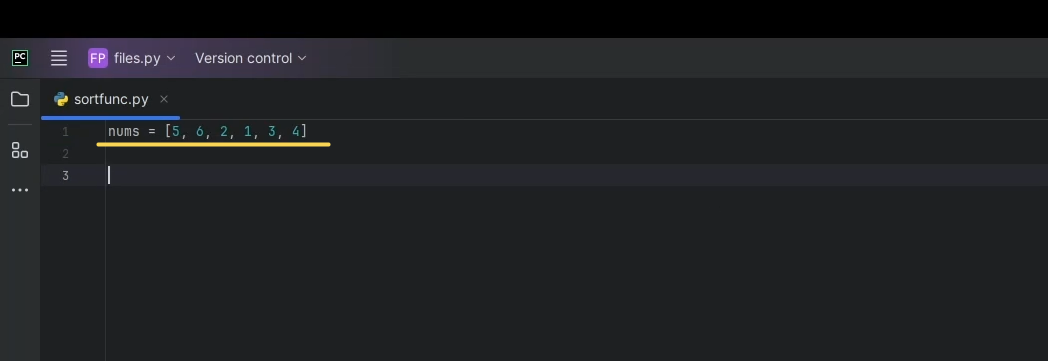 PC FP files.py Version control
sortfunc.py
1 nums = [5, 6, 2, 1, 3, 4]
2
3